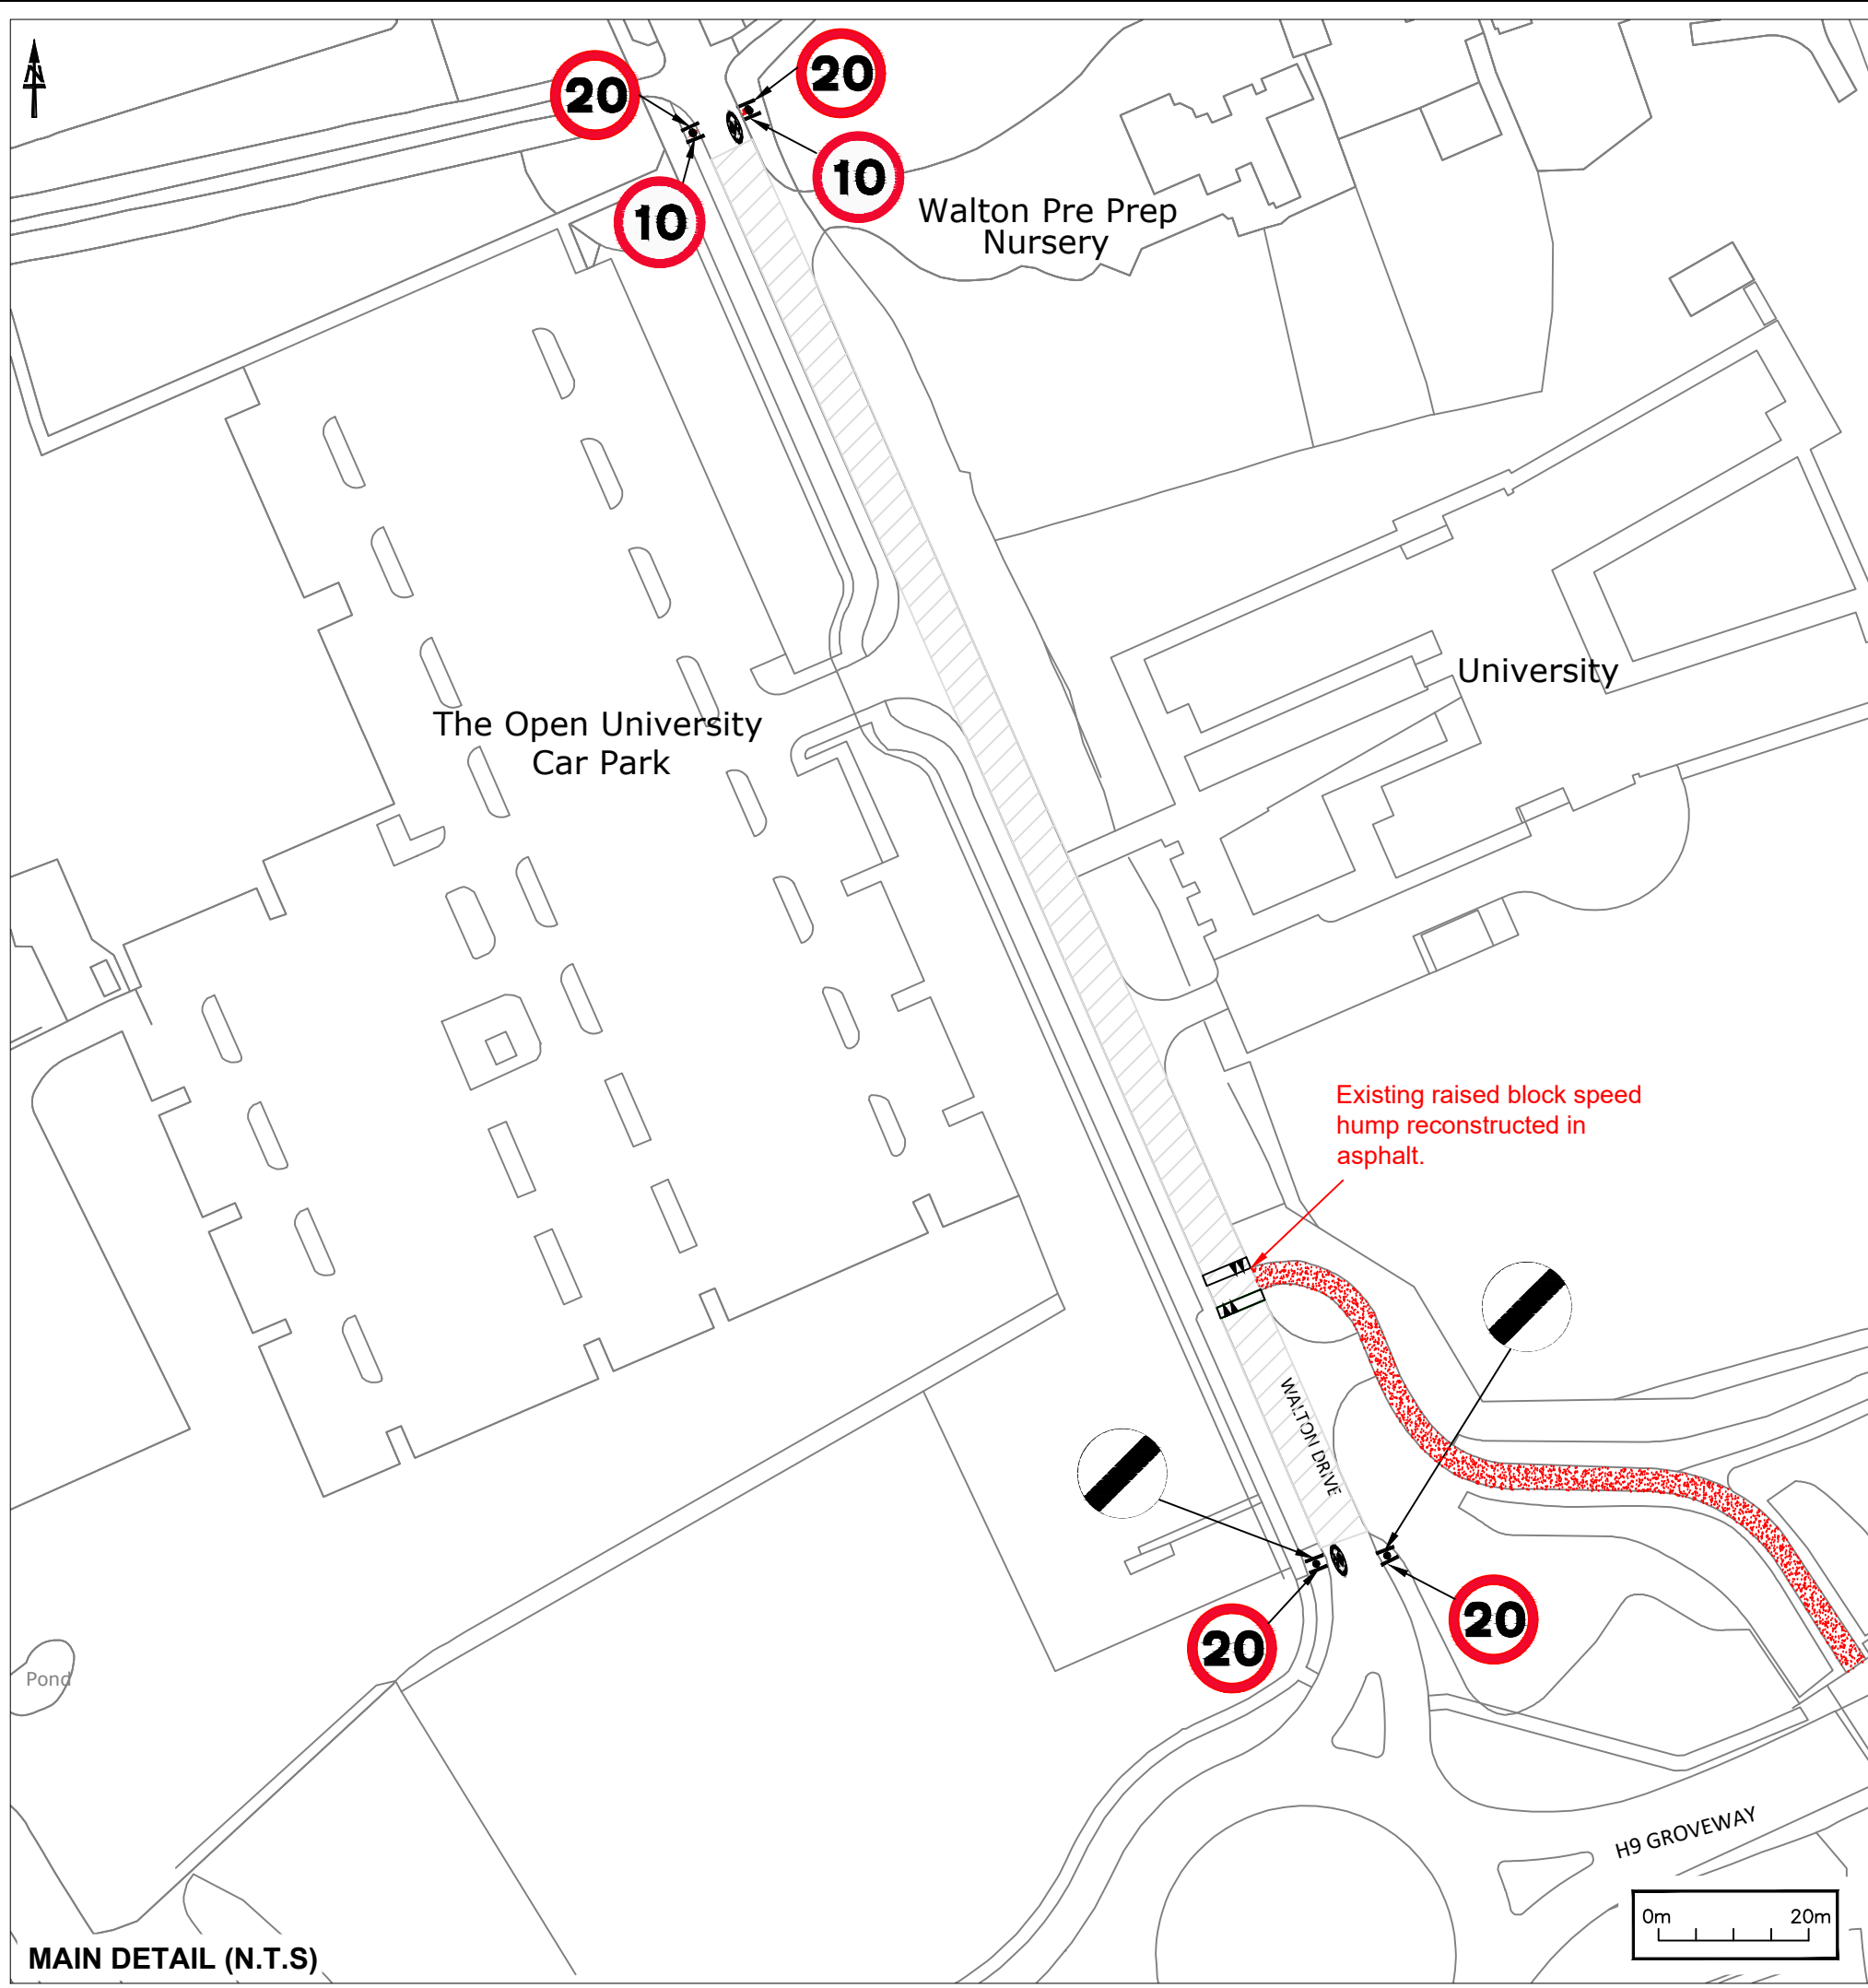 N
20
20
10
10
Walton Pre Prep
Nursery
University
The Open University
Car Park
Existing raised block speed
hump reconstructed in
asphalt.
WALTON DRIVE
20
20
Pond
H9 GROVEWAY
0m 20m
MAIN DETAIL (N.T.S)